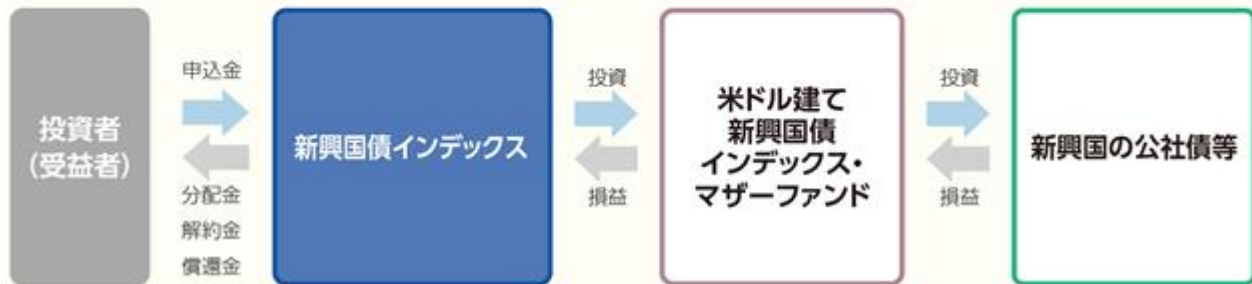 投資者
(受益者)
申込金
分配金
解約金
償還金
新興国債インデックス
投資
損益
米ドル建て
新興国債
インデックス・
マザーファンド
投資
損益
新興国の公社債等